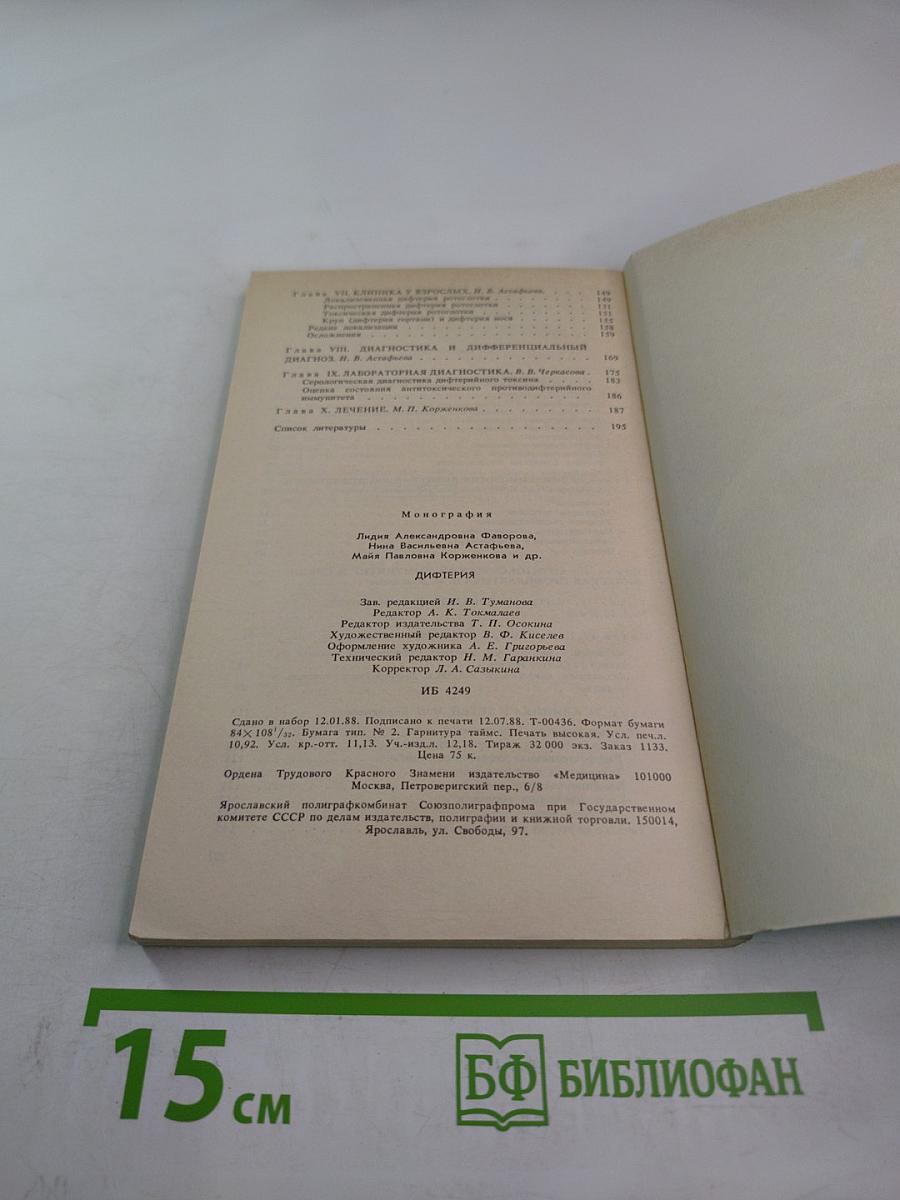 Глава VII. КЛИНИКА У ВЗРОСЛЫХ. Н. В. Астафьева. . . . 149
Локализованная дифтерия ротоглотки . . . . . . . 149
Распространенная дифтерия ротоглотки . . . . . . 151
Токсическая дифтерия ротоглотки . . . . . . . 151
Круп (дифтерия гортани) и дифтерия носа . . . . . 155
Редкие локализации . . . . . . . . . . . . 158
Осложнения . . . . . . . . . . . . . . 159
Глава VIII. ДИАГНОСТИКА И ДИФФЕРЕНЦИАЛЬНЫЙ
ДИАГНОЗ. Н. В. Астафьева . . . . . . . . . . . . 169
Глава IX. ЛАБОРАТОРНАЯ ДИАГНОСТИКА. В. В. Черкасова . 175
Серологическая диагностика дифтерийного токсина . . . . 183
Оценка состояния антитоксического противодифтерийного
иммунитета . . . . . . . . . . . . . . . 186
Глава X. ЛЕЧЕНИЕ. М. П. Корженкова . . . . . . . . 187
Список литературы . . . . . . . . . . . . . . . 195
Монография
Лидия Александровна Фаворова,
Нина Васильевна Астафьева,
Майя Павловна Корженкова и др.
ДИФТЕРИЯ
Зав. редакцией И. В. Туманова
Редактор А. К. Токмалаев
Редактор издательства Т. П. Осокина
Художественный редактор В. Ф. Киселев
Оформление художника А. Е. Григорьева
Технический редактор Н. М. Гаранкина
Корректор Л. А. Сазыкина
ИБ 4249
Сдано в набор 12.01.88. Подписано к печати 12.07.88. Т-00436. Формат бумаги
84×108¹/₃₂. Бумага тип. № 2. Гарнитура таймс. Печать высокая. Усл. печ.л.
10,92. Усл. кр.-отт. 11,13. Уч.-изд.л. 12,18. Тираж 32 000 экз. Заказ 1133.
Цена 75 к.
Ордена Трудового Красного Знамени издательство «Медицина» 101000
Москва, Петроверигский пер., 6/8
Ярославский полиграфкомбинат Союзполиграфпрома при Государственном
комитете СССР по делам издательств, полиграфии и книжной торговли. 150014,
Ярославль, ул. Свободы, 97.
15 см
БФ БИБЛИОФАН